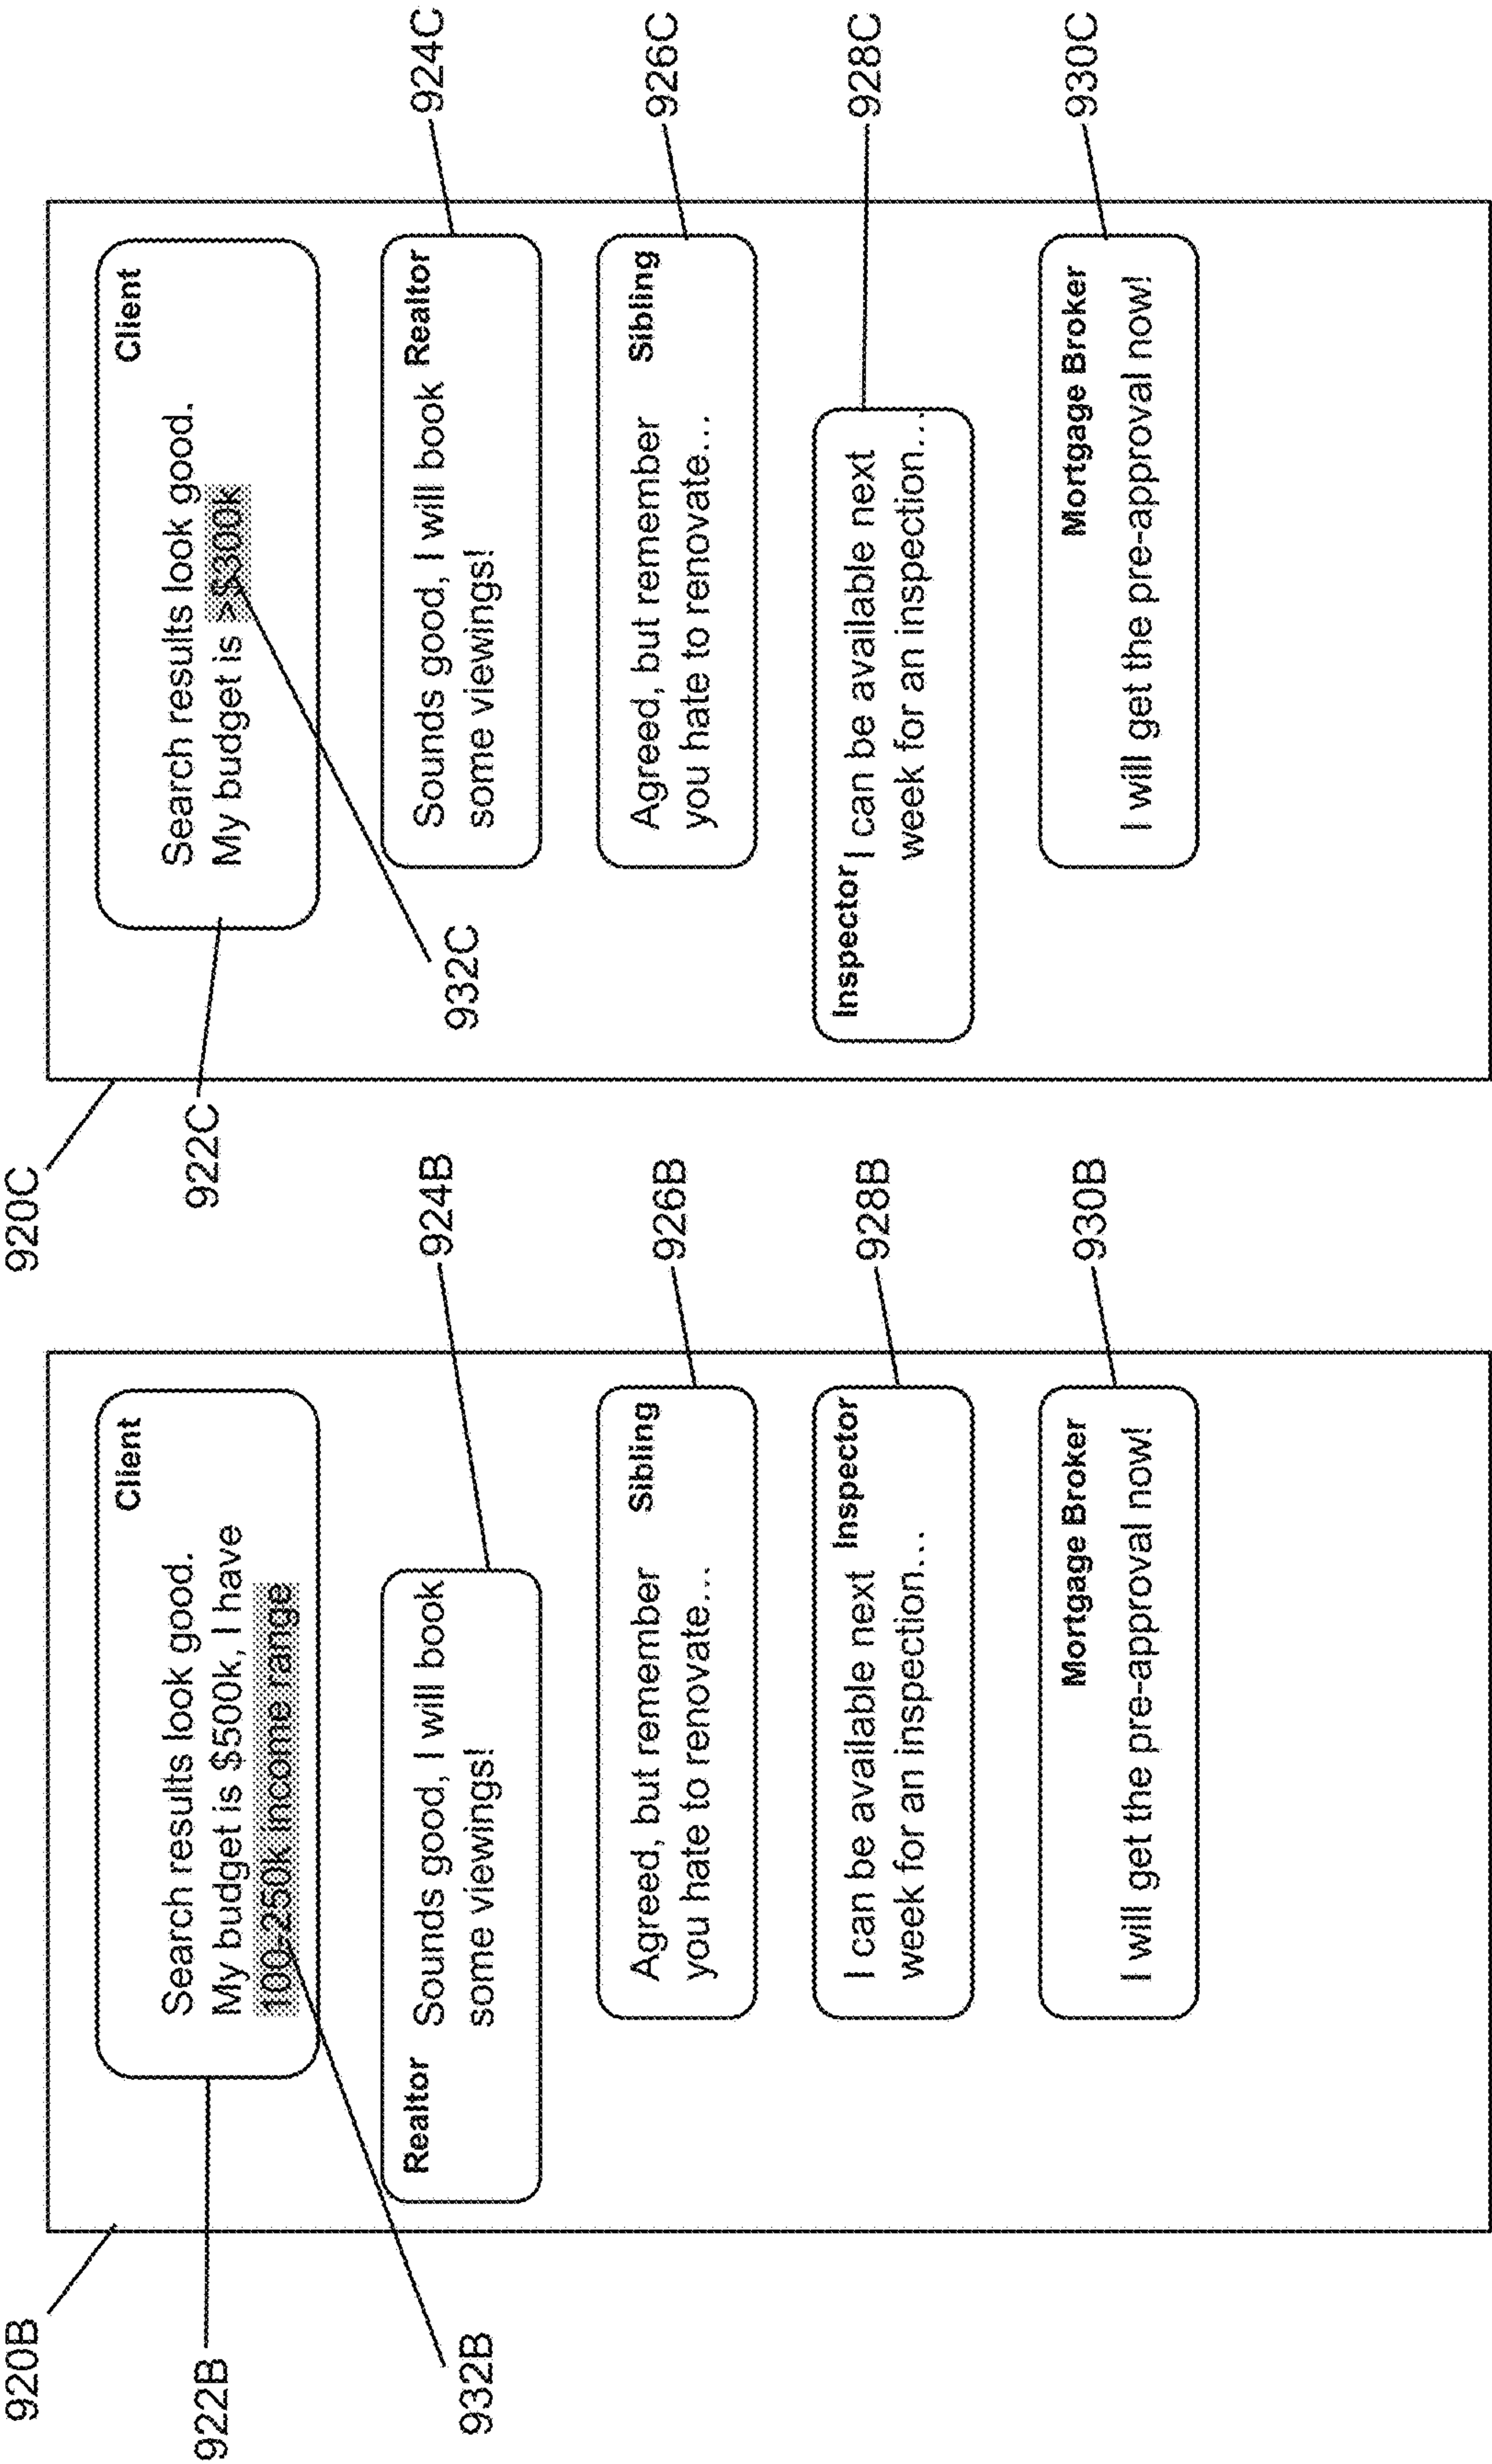 920B
922B
Client
Search results look good.
My budget is $500k, I have
100-250k income range
932B
Realtor
Sounds good, I will book
some viewings!
924B
Sibling
Agreed, but remember
you hate to renovate...
926B
Inspector
I can be available next
week for an inspection...
928B
Mortgage Broker
I will get the pre-approval now!
930B
920C
922C
Client
Search results look good.
My budget is >$300k
932C
Realtor
Sounds good, I will book
some viewings!
924C
Sibling
Agreed, but remember
you hate to renovate...
926C
Inspector
I can be available next
week for an inspection...
928C
Mortgage Broker
I will get the pre-approval now!
930C